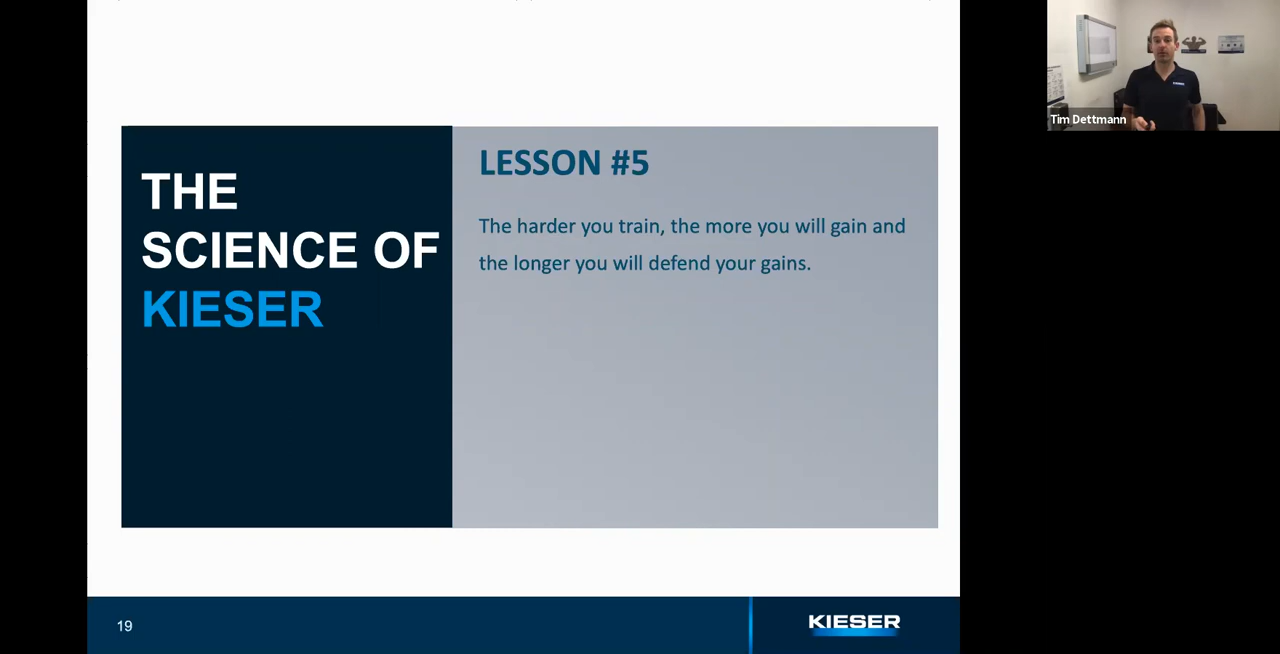 THE
SCIENCE OF
KIESER
LESSON #5
The harder you train, the more you will gain and
the longer you will defend your gains.
19
KIESER
Tim Dettmann